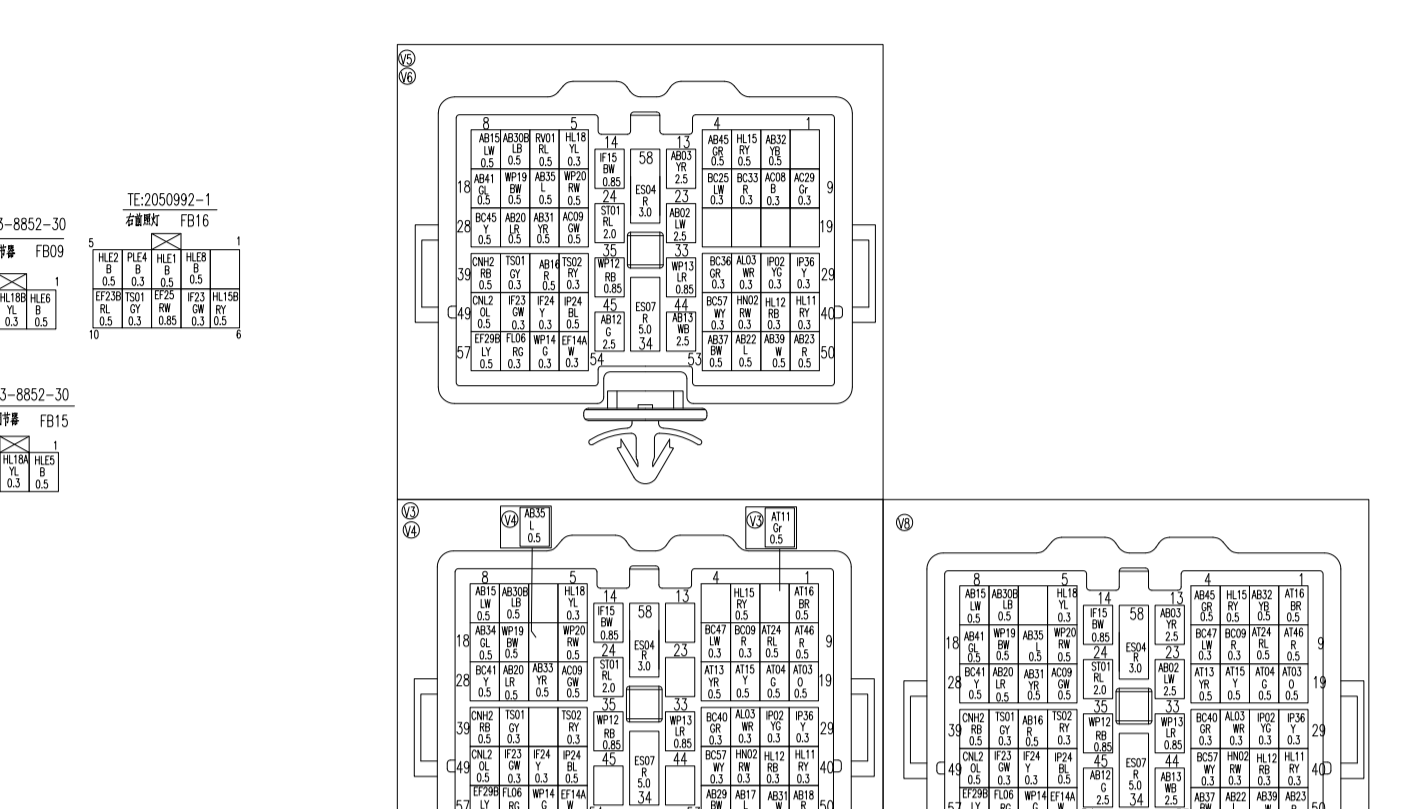 3-8852-30
节器 FB09
1
HL18B HLE6
YL B
0.3 0.5
3-8852-30
节器 FB15
1
HL18A HLE5
YL B
0.3 0.5
TE:2050992-1
右前照灯 FB16
5 1
HLE2 PLE4 HLE1 HLE8
B B B B
0.5 0.3 0.5 0.5
EF23B TS01 EF25 IF23 HL15B
RL GY RW GW RY
0.5 0.3 0.85 0.3 0.5
10 6
V5
V6
8 5 14 13 4 1
AB15 AB30B RV01 HL18 IF15 58 AB03 AB45 HL15 AB32
LW LB RL YL BW YR GR RY YB
0.5 0.5 0.5 0.3 0.85 2.5 0.5 0.5 0.5
18 AB41 WP19 AB35 WP20 24 ES04 23 BC25 BC33 AC08 AC29 9
GL BW L RW R LW R B Gr
0.5 0.5 0.5 0.5 3.0 0.3 0.3 0.3 0.3
28 BC45 AB20 AB31 AC09 ST01 AB02 19
Y LR YR GW RL LW
0.5 0.5 0.5 0.5 2.0 2.5
35 33
39 CNH2 TS01 AB16 TS02 WP12 WP13 BC36 AL03 IP02 IP36 29
RB GY R RY RB LR GR WR YG Y
0.5 0.3 0.5 0.3 0.85 0.85 0.3 0.3 0.3 0.3
49 CNL2 IF23 IF24 IP24 45 ES07 44 BC57 HN02 HL12 HL11 40
OL GW Y BL R WY RW RB RY
0.5 0.3 0.3 0.5 5.0 0.3 0.3 0.3 0.3
57 EF29B FL06 WP14 EF14A AB12 34 AB13 AB37 AB22 AB39 AB23 50
LY RG G W G WB BW L W R
0.5 0.3 0.3 0.3 2.5 2.5 0.5 0.5 0.5 0.5
54 53
V3
V4
V4 AB35
L
0.5
V3 AT11
Gr
0.5
8 5 14 13 4 1
AB15 AB30B HL18 IF15 58 HL15 AT16
LW LB YL BW RY BR
0.5 0.5 0.3 0.85 0.5 0.5
18 AB34 WP19 WP20 24 ES04 23 BC47 BC09 AT24 AT46 9
GL BW RW R LW R RL R
0.5 0.5 0.5 3.0 0.3 0.3 0.5 0.5
28 BC41 AB20 AB33 AC09 ST01 AT13 AT15 AT04 AT03 19
Y LR YR GW RL YR Y G O
0.5 0.5 0.5 0.5 2.0 0.5 0.5 0.5 0.5
35 33
39 CNH2 TS01 TS02 WP12 WP13 BC40 AL03 IP02 IP36 29
RB GY RY RB LR GR WR YG Y
0.5 0.3 0.3 0.85 0.85 0.3 0.3 0.3 0.3
49 CNL2 IF23 IF24 IP24 45 ES07 44 BC57 HN02 HL12 HL11 40
OL GW Y BL R WY RW RB RY
0.5 0.3 0.3 0.5 5.0 0.3 0.3 0.3 0.3
57 EF29B FL06 WP14 EF14A 34 AB29 AB17 AB31 AB18 50
LY RG G W BW L W R
V8
8 5 14 13 4 1
AB15 AB30B HL18 IF15 58 AB03 AB45 HL15 AB32 AT16
LW LB YL BW YR GR RY YB BR
0.5 0.5 0.3 0.85 2.5 0.5 0.5 0.5 0.5
18 AB41 WP19 AB35 WP20 24 ES04 23 BC47 BC09 AT24 AT46 9
GL BW L RW R LW R RL R
0.5 0.5 0.5 0.5 3.0 0.3 0.3 0.5 0.5
28 BC41 AB20 AB31 AC09 ST01 AB02 AT13 AT15 AT04 AT03 19
Y LR YR GW RL LW YR Y G O
0.5 0.5 0.5 0.5 2.0 2.5 0.5 0.5 0.5 0.5
35 33
39 CNH2 TS01 AB16 TS02 WP12 WP13 BC40 AL03 IP02 IP36 29
RB GY R RY RB LR GR WR YG Y
0.5 0.3 0.5 0.3 0.85 0.85 0.3 0.3 0.3 0.3
49 CNL2 IF23 IF24 IP24 45 ES07 44 BC57 HN02 HL12 HL11 40
OL GW Y BL R WY RW RB RY
0.5 0.3 0.3 0.5 5.0 0.3 0.3 0.3 0.3
57 EF29B FL06 WP14 EF14A AB12 34 AB13 AB37 AB22 AB39 AB23 50
LY RG G W G WB BW L W
2.5 2.5